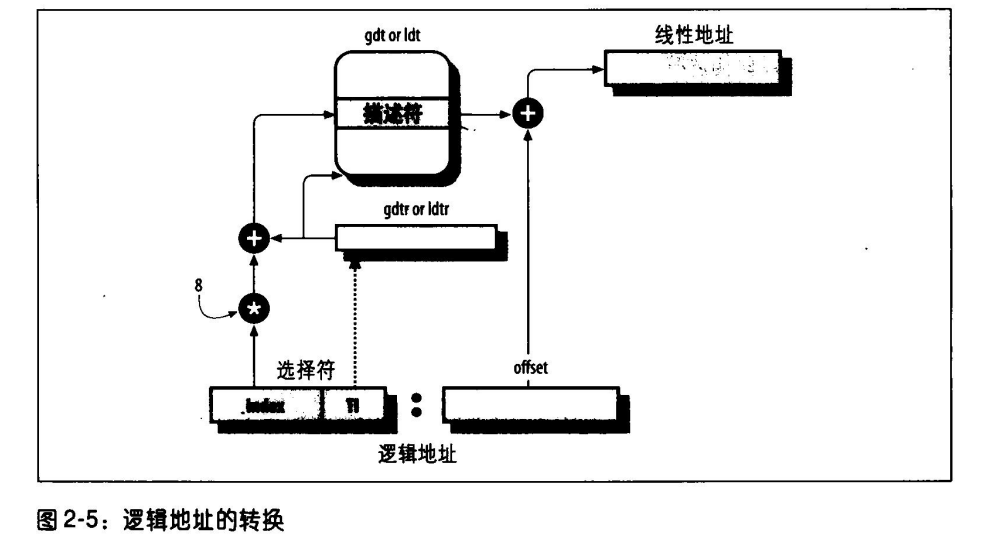 gdt or ldt
线性地址
描述符
gdtr or ldtr
8
选择符
offset
Index
TI
:
逻辑地址
图 2-5：逻辑地址的转换